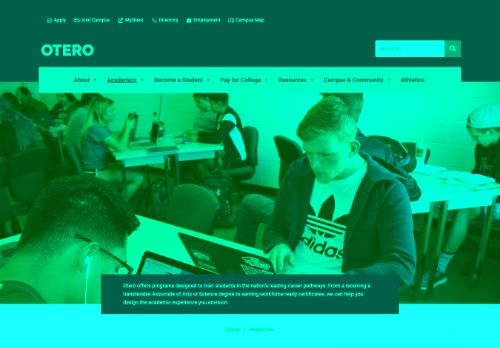 Apply Visit Campus MyOtero Directory Employment Campus Map
OTERO
About Academics Become a Student Pay for College Resources Campus & Community Athletics
adidas
Otero offers programs designed to train students in the nation's leading career pathways. From a receiving a
transferable Associate of Arts or Science degree to earning workforce ready certificates, we can help you
design the academic experience you envision.
Home > Academics